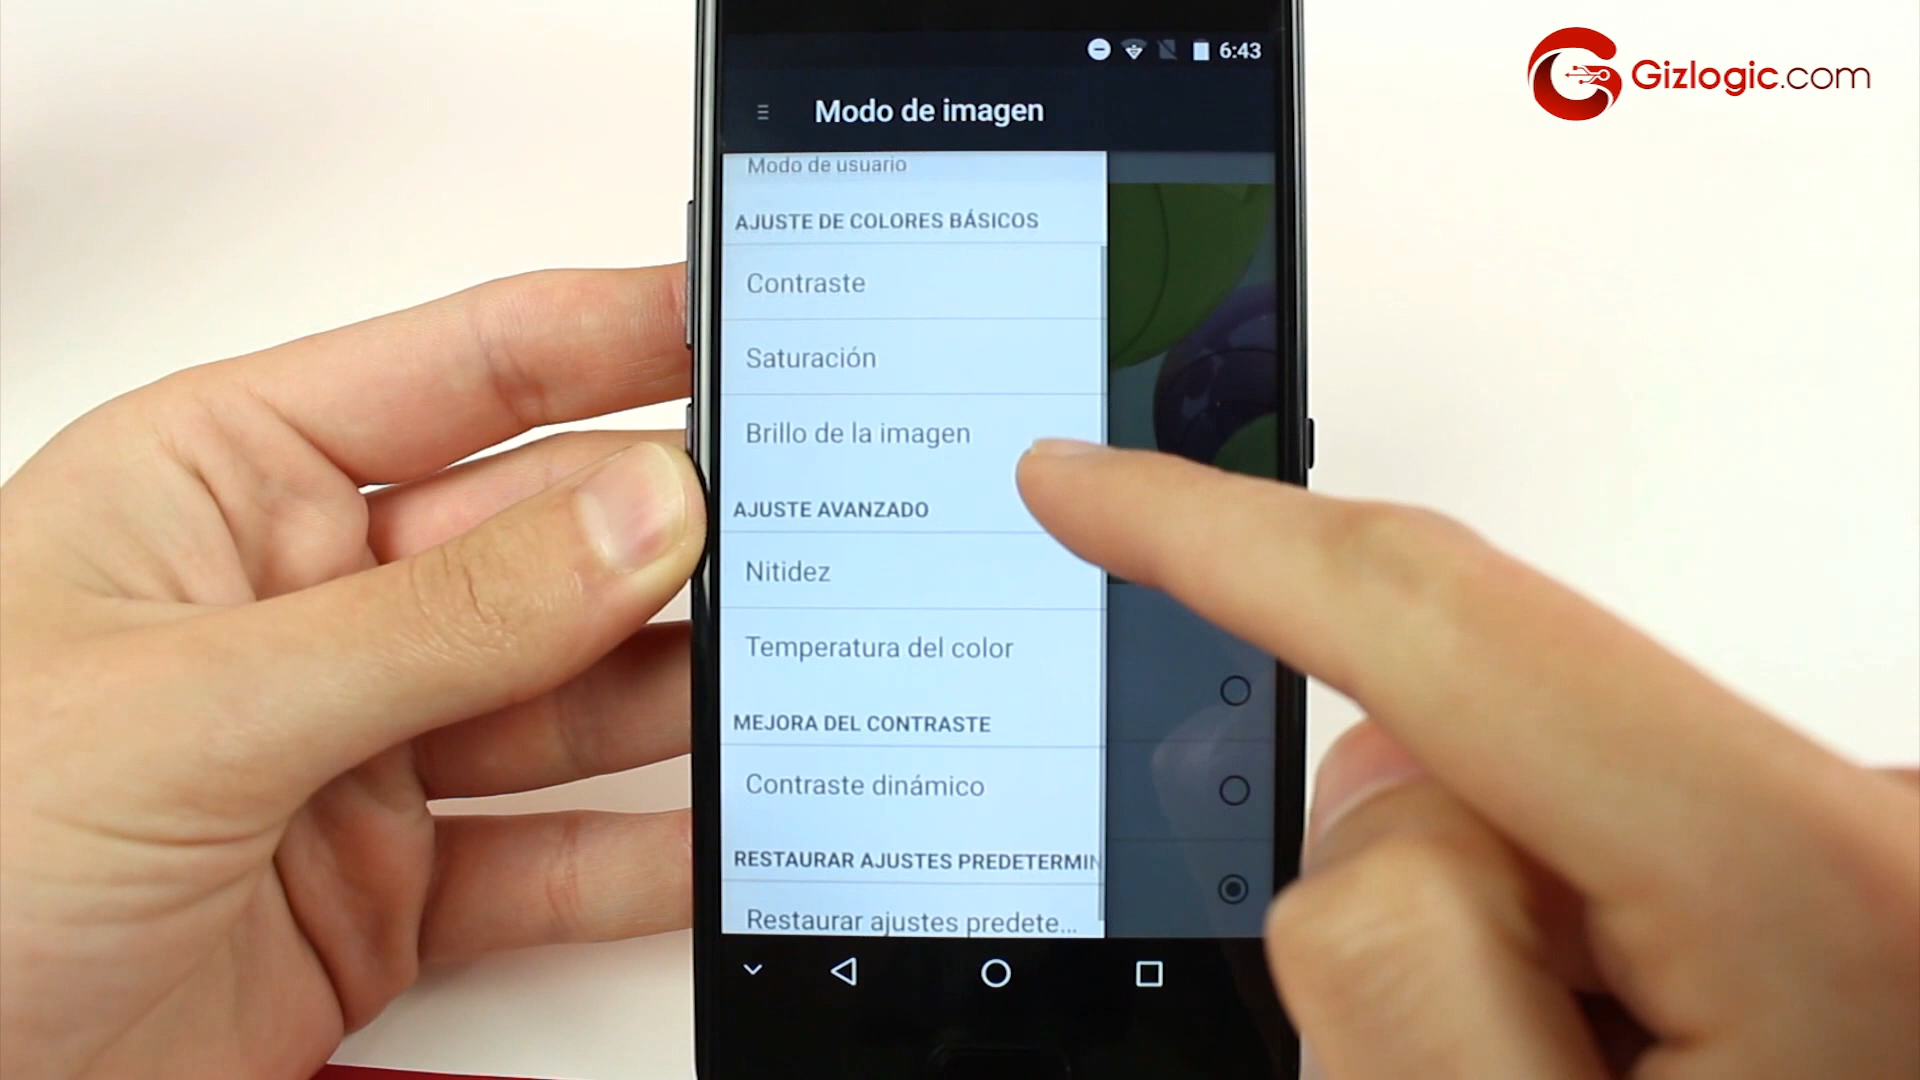 6:43
Gizlogic.com
Modo de imagen
Modo de usuario
AJUSTE DE COLORES BÁSICOS
Contraste
Saturación
Brillo de la imagen
AJUSTE AVANZADO
Nitidez
Temperatura del color
MEJORA DEL CONTRASTE
Contraste dinámico
RESTAURAR AJUSTES PREDETERMIN
Restaurar ajustes predete...